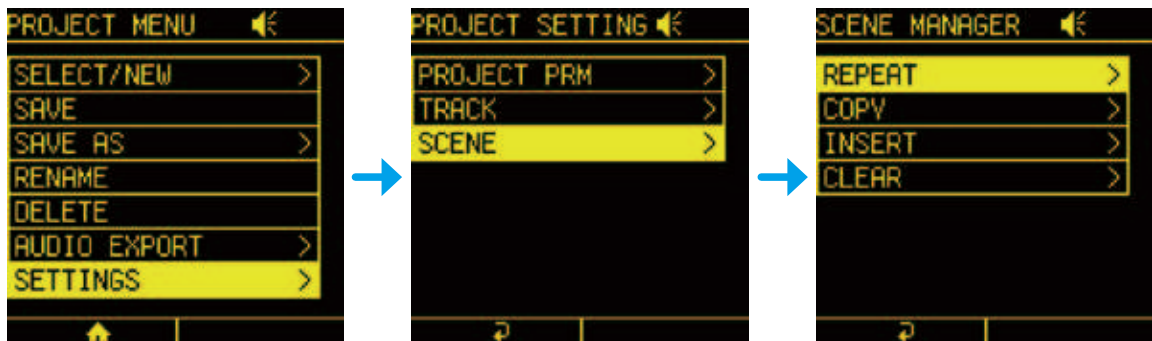 PROJECT MENU
SELECT/NEW >
SAVE
SAVE AS >
RENAME
DELETE
AUDIO EXPORT >
SETTINGS >
PROJECT SETTING
PROJECT PRM >
TRACK >
SCENE >
SCENE MANAGER
REPEAT >
COPY >
INSERT >
CLEAR >